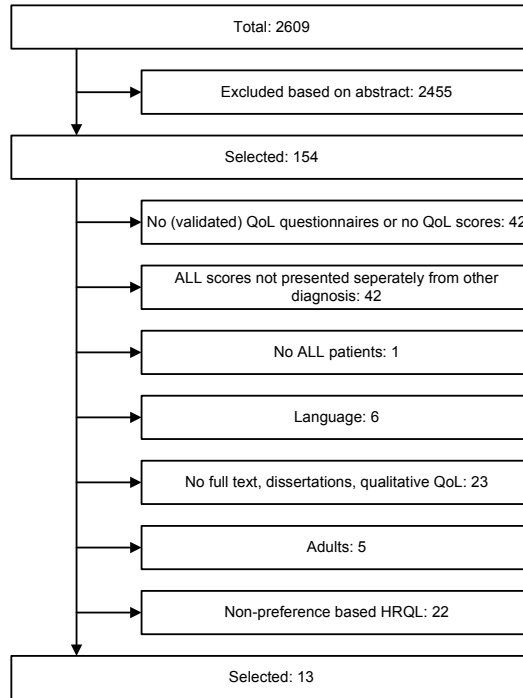 Total: 2609
Excluded based on abstract: 2455
Selected: 154
No (validated) QoL questionnaires or no QoL scores: 42
ALL scores not presented seperately from other
diagnosis: 42
No ALL patients: 1
Language: 6
No full text, dissertations, qualitative QoL: 23
Adults: 5
Non-preference based HRQL: 22
Selected: 13